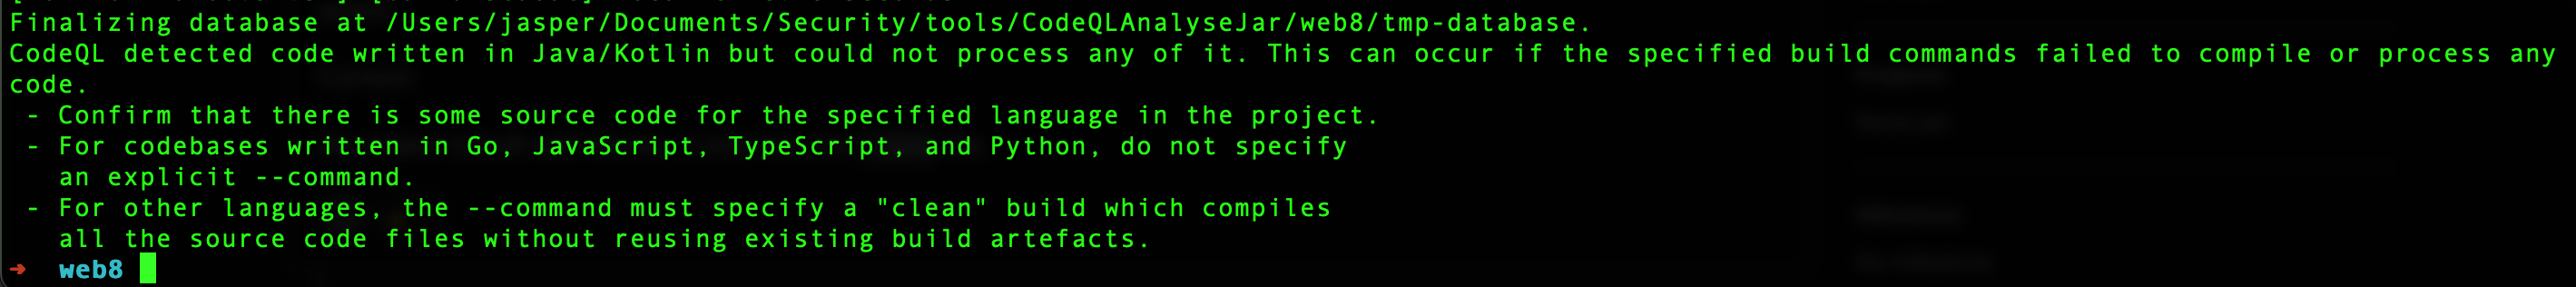 Finalizing database at /Users/jasper/Documents/Security/tools/CodeQLAnalyseJar/web8/tmp-database.
CodeQL detected code written in Java/Kotlin but could not process any of it. This can occur if the specified build commands failed to compile or process any
code.
- Confirm that there is some source code for the specified language in the project.
- For codebases written in Go, JavaScript, TypeScript, and Python, do not specify
an explicit --command.
- For other languages, the --command must specify a "clean" build which compiles
all the source code files without reusing existing build artefacts.
→ web8